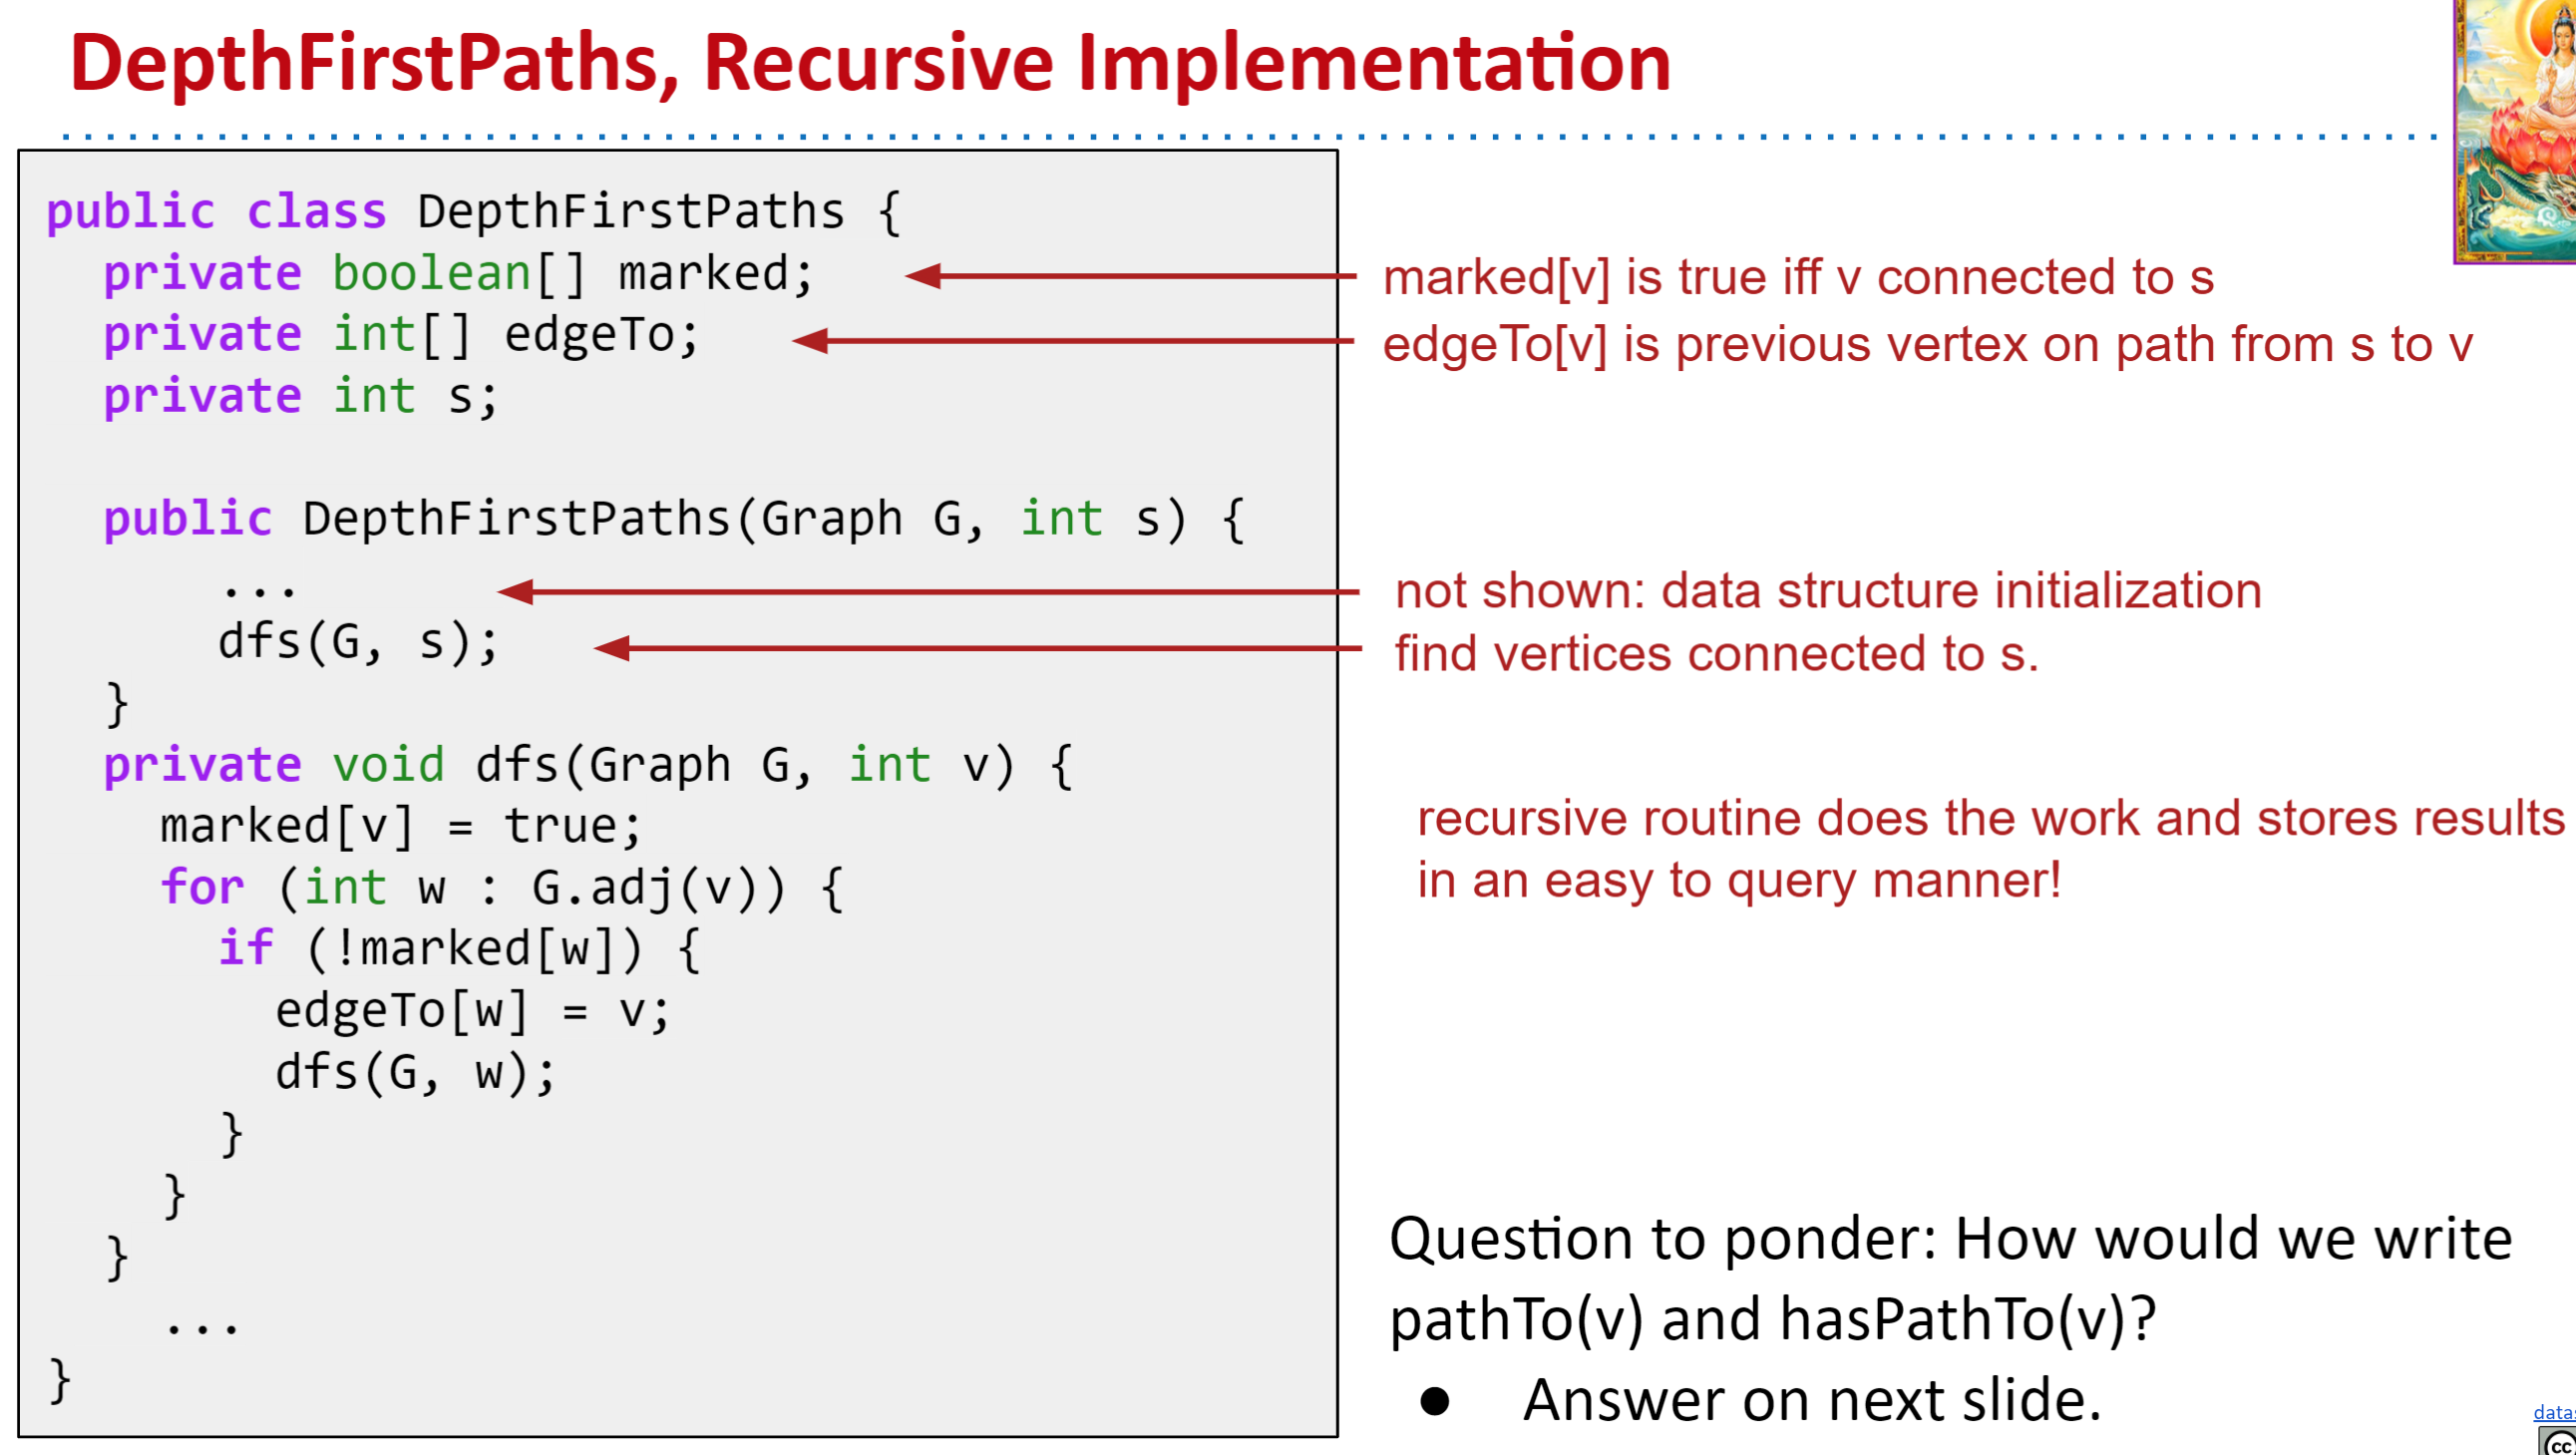 DepthFirstPaths, Recursive Implementation
public class DepthFirstPaths {
  private boolean[] marked;
  private int[] edgeTo;
  private int s;

  public DepthFirstPaths(Graph G, int s) {
      ...
      dfs(G, s);
  }
  private void dfs(Graph G, int v) {
    marked[v] = true;
    for (int w : G.adj(v)) {
      if (!marked[w]) {
        edgeTo[w] = v;
        dfs(G, w);
      }
    }
  }
    ...
}
marked[v] is true iff v connected to s
edgeTo[v] is previous vertex on path from s to v
not shown: data structure initialization
find vertices connected to s.
recursive routine does the work and stores results
in an easy to query manner!
Question to ponder: How would we write
pathTo(v) and hasPathTo(v)?
● Answer on next slide.